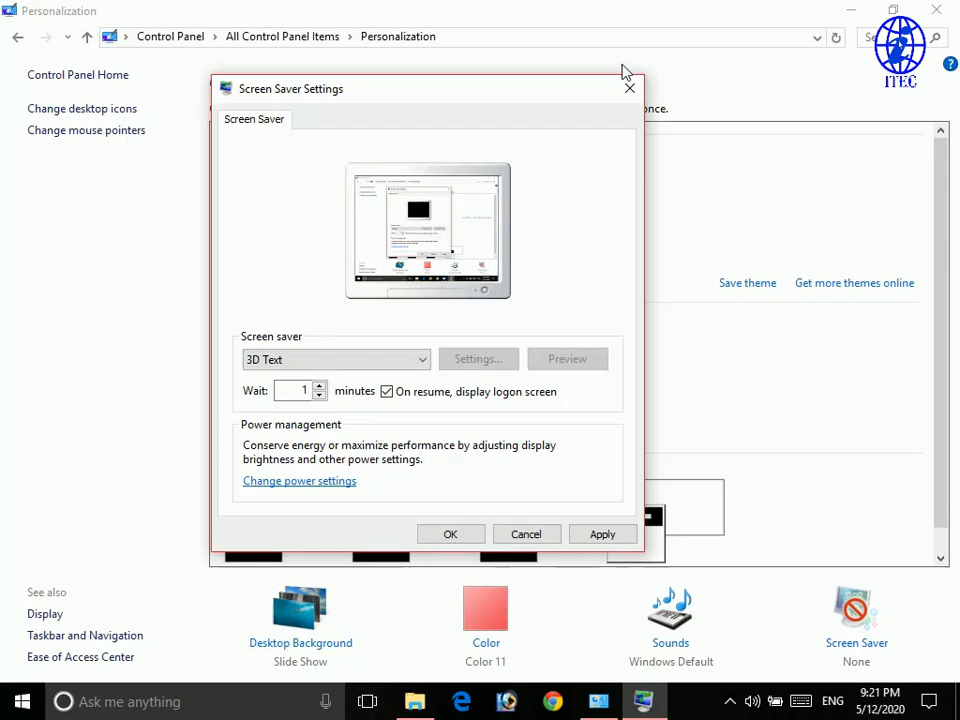 Personalization
Control Panel > All Control Panel Items > Personalization
ITEC
Control Panel Home
Change desktop icons
Change mouse pointers
once.
Screen Saver Settings
Screen Saver
Screen saver
3D Text
Settings...
Preview
Wait: 1 minutes On resume, display logon screen
Power management
Conserve energy or maximize performance by adjusting display
brightness and other power settings.
Change power settings
OK
Cancel
Apply
Save theme
Get more themes online
See also
Display
Taskbar and Navigation
Ease of Access Center
Desktop Background
Slide Show
Color
Color 11
Sounds
Windows Default
Screen Saver
None
Ask me anything
ENG
9:21 PM
5/12/2020